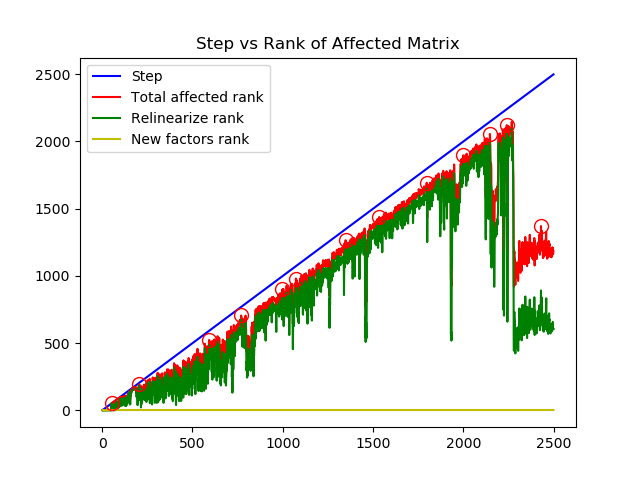 Step vs Rank of Affected Matrix
2500
2000
1500
1000
500
0
Step
Total affected rank
Relinearize rank
New factors rank
0 500 1000 1500 2000 2500